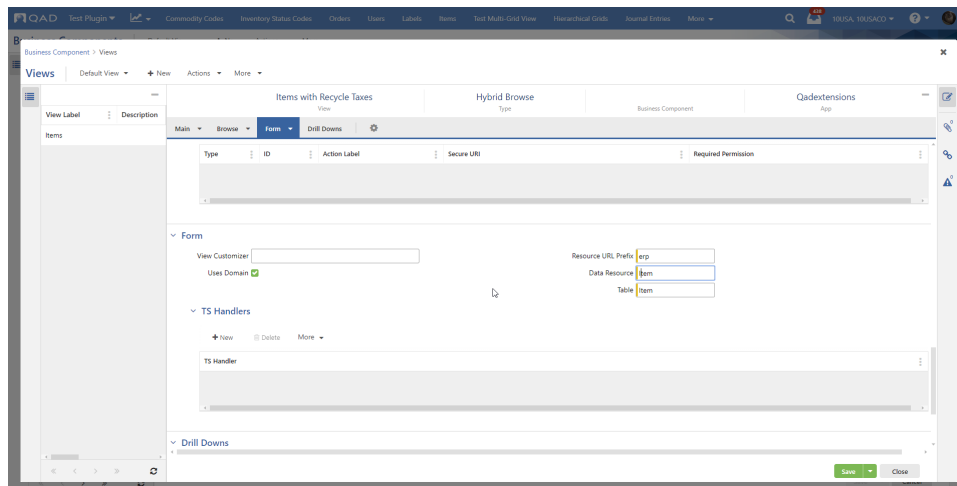 QAD Test Plugin Commodity Codes Inventory Status Codes Orders Users Labels Items Test Multi-Grid View Hierarchical Grids Journal Entries More 428 10USA, 10USACO
Business Component > Views
Views Default View + New Actions More
Items with Recycle Taxes Hybrid Browse Qadextensions
View Type Business Component App
View Label Description
Items
Main Browse Form Drill Downs
Type ID Action Label Secure URI Required Permission
Form
View Customizer Resource URL Prefix erp
Uses Domain Data Resource Item
Table Item
TS Handlers
+ New Delete More
TS Handler
Drill Downs
Save Close